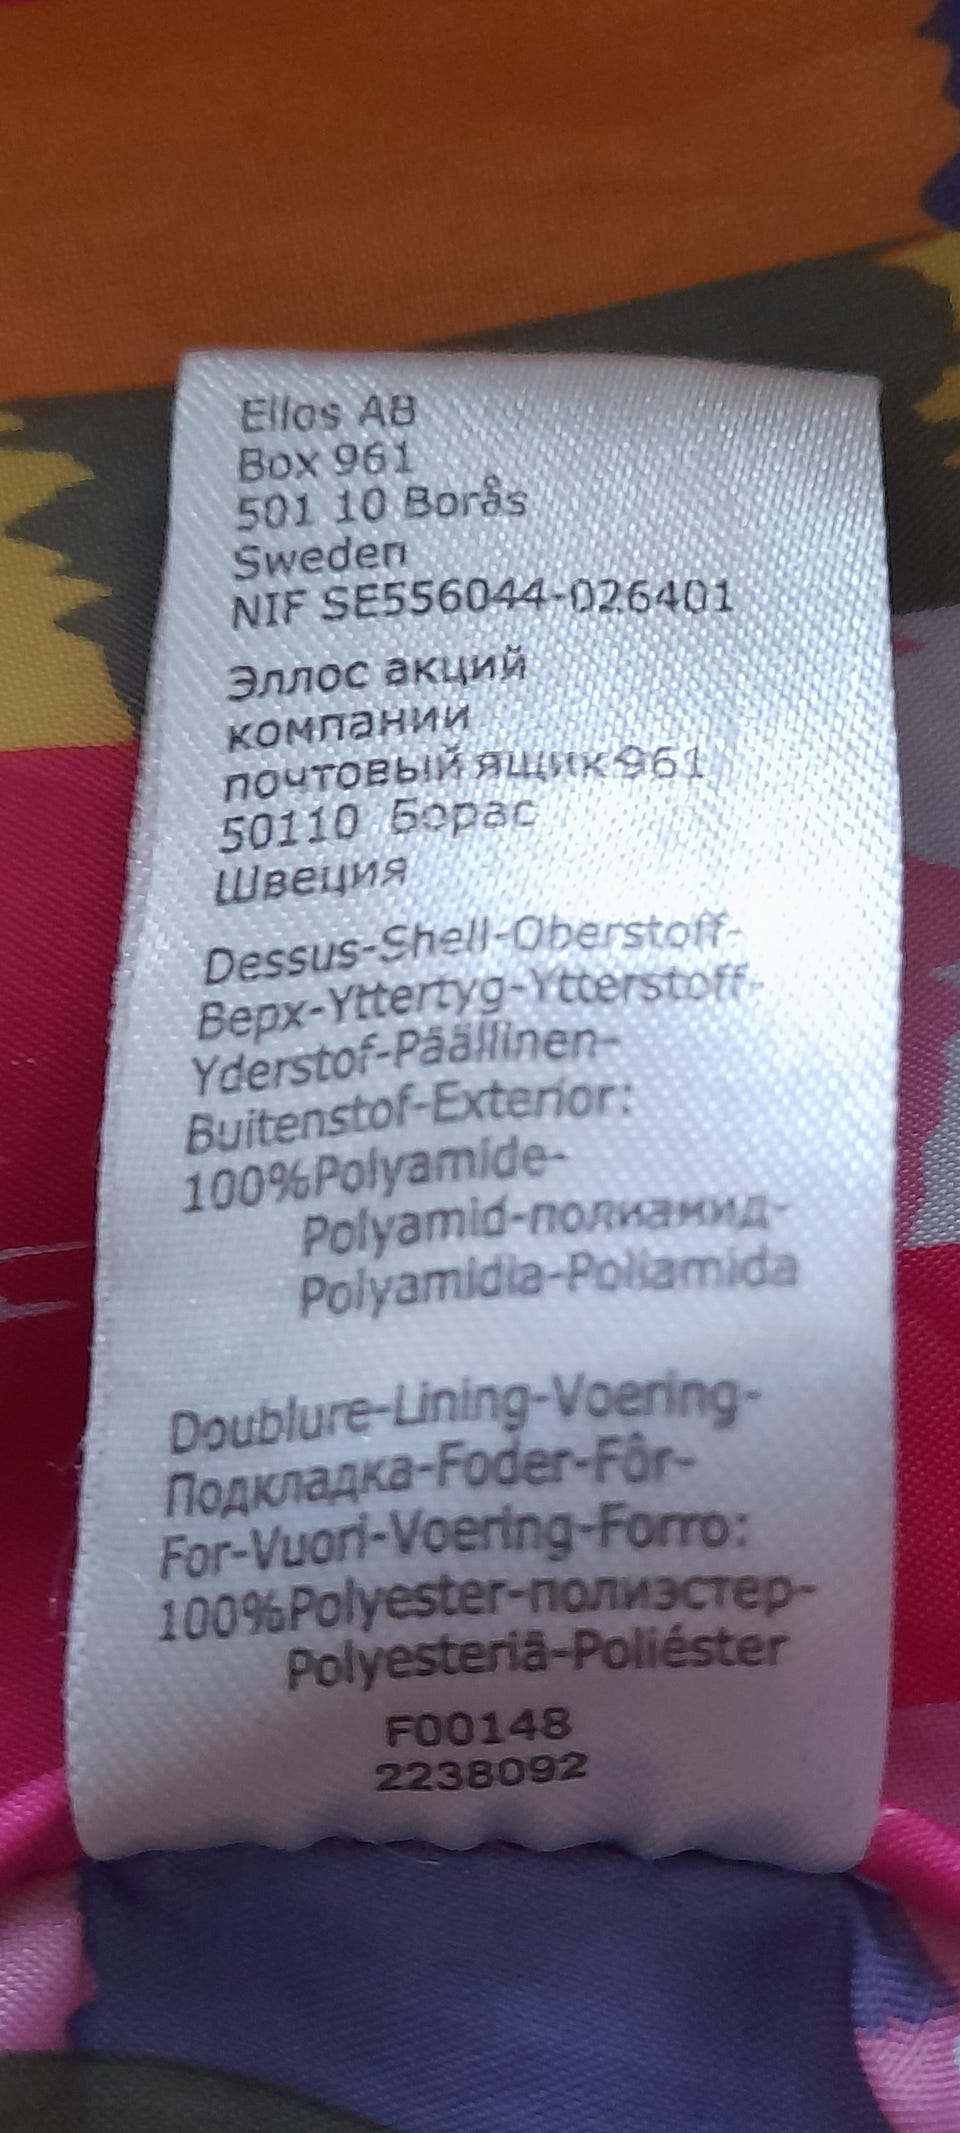 Ellos AB
Box 961
501 10 Borås
Sweden
NIF SE556044-026401
Эллос акций
компании
почтовый ящик 961
50110 Борас
Швеция
Dessus-Shell-Oberstoff-
Верх-Yttertyg-Ytterstoff-
Yderstof-Päällinen-
Buitenstof-Exterior:
100%Polyamide-
Polyamid-полиамид-
Polyamidia-Poliamida
Doublure-Lining-Voering-
Подкладка-Foder-Fôr-
For-Vuori-Voering-Forro:
100%Polyester-полиэстер-
Polyesteriä-Poliéster
F00148
2238092